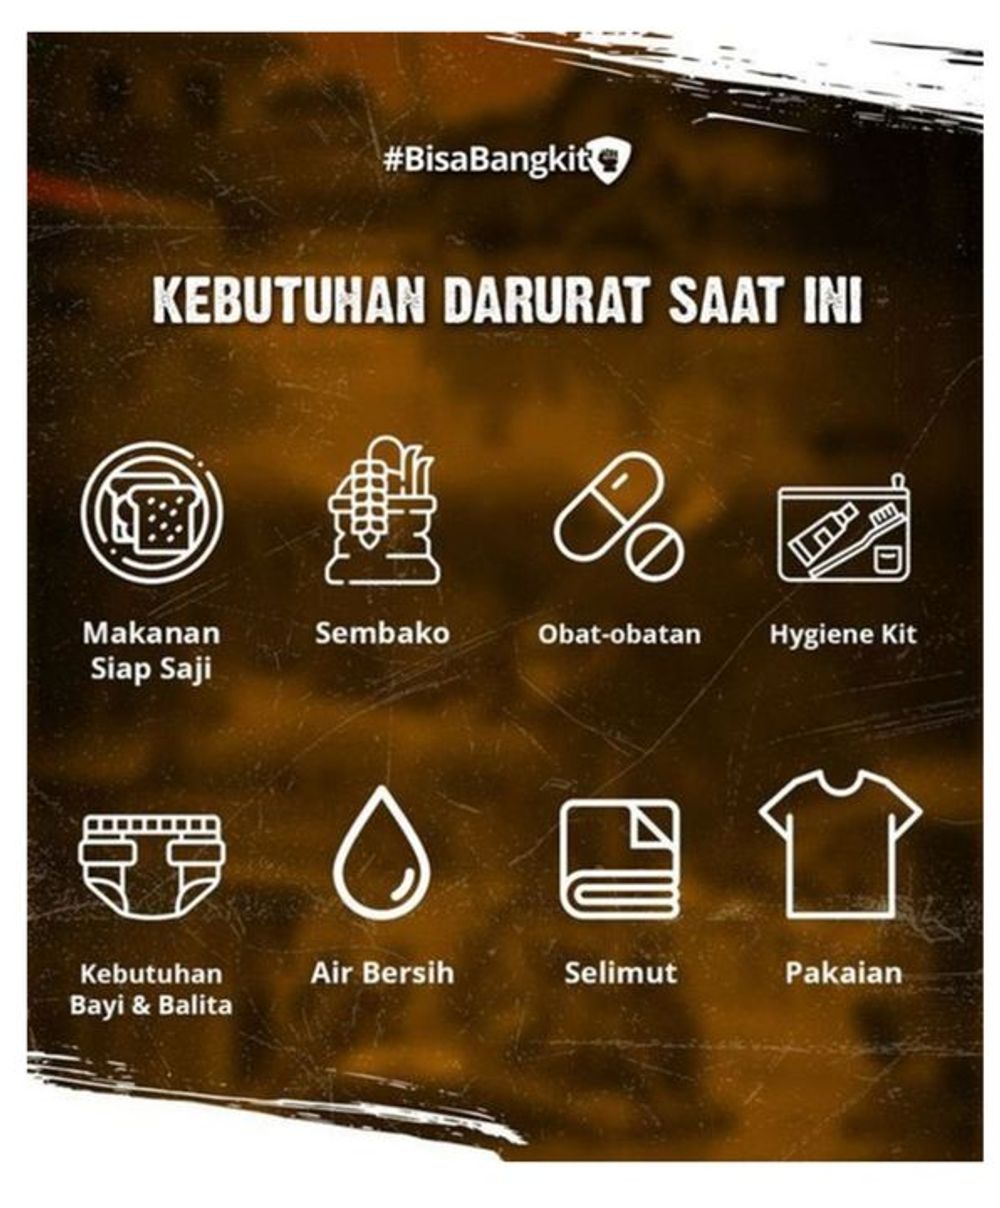 #BisaBangkit
KEBUTUHAN DARURAT SAAT INI
Makanan
Siap Saji
Sembako
Obat-obatan
Hygiene Kit
Kebutuhan
Bayi & Balita
Air Bersih
Selimut
Pakaian